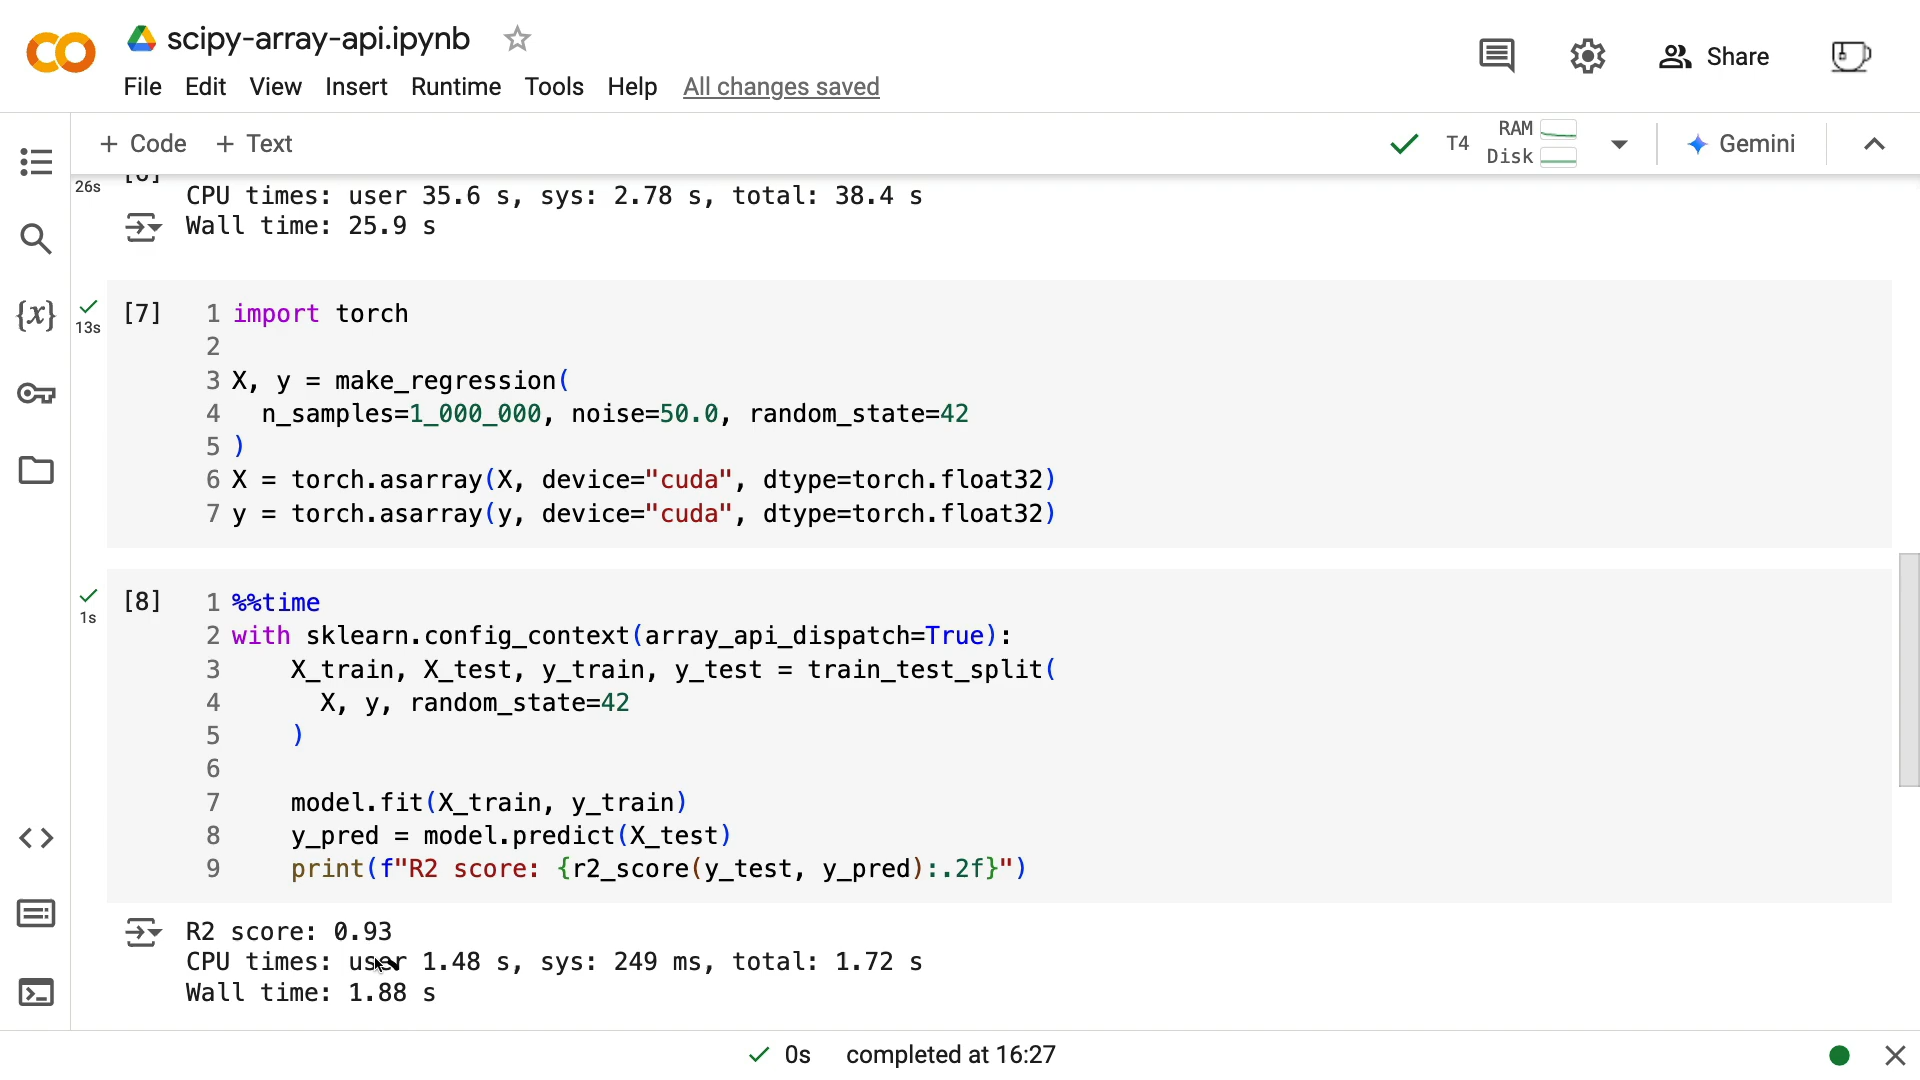 scipy-array-api.ipynb
File Edit View Insert Runtime Tools Help All changes saved
Share
+ Code + Text
T4 RAM Disk
Gemini
26s
CPU times: user 35.6 s, sys: 2.78 s, total: 38.4 s
Wall time: 25.9 s
13s
[7] 1 import torch
2
3 X, y = make_regression(
4   n_samples=1_000_000, noise=50.0, random_state=42
5 )
6 X = torch.asarray(X, device="cuda", dtype=torch.float32)
7 y = torch.asarray(y, device="cuda", dtype=torch.float32)
1s
[8] 1 %%time
2 with sklearn.config_context(array_api_dispatch=True):
3     X_train, X_test, y_train, y_test = train_test_split(
4       X, y, random_state=42
5     )
6
7     model.fit(X_train, y_train)
8     y_pred = model.predict(X_test)
9     print(f"R2 score: {r2_score(y_test, y_pred):.2f}")
R2 score: 0.93
CPU times: user 1.48 s, sys: 249 ms, total: 1.72 s
Wall time: 1.88 s
0s completed at 16:27